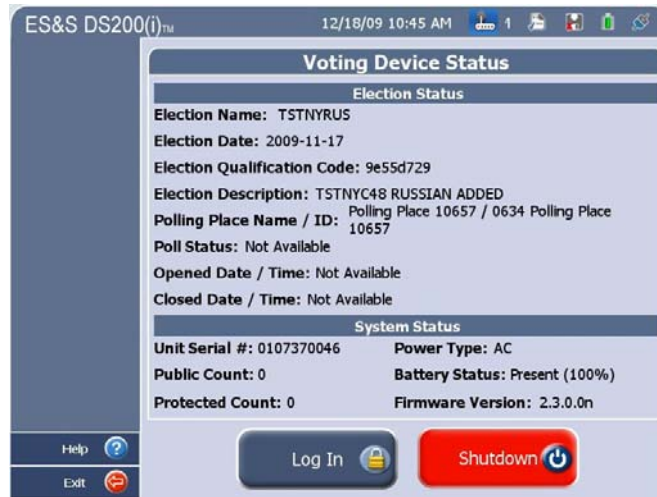 ES&S DS200(i)TM
12/18/09 10:45 AM 1
Voting Device Status
Election Status
Election Name: TSTNYRUS
Election Date: 2009-11-17
Election Qualification Code: 9e55d729
Election Description: TSTNYC48 RUSSIAN ADDED
Polling Place Name / ID: Polling Place 10657 / 0634 Polling Place
10657
Poll Status: Not Available
Opened Date / Time: Not Available
Closed Date / Time: Not Available
System Status
Unit Serial #: 0107370046 Power Type: AC
Public Count: 0 Battery Status: Present (100%)
Protected Count: 0 Firmware Version: 2.3.0.0n
Help ?
Log In Shutdown
Exit